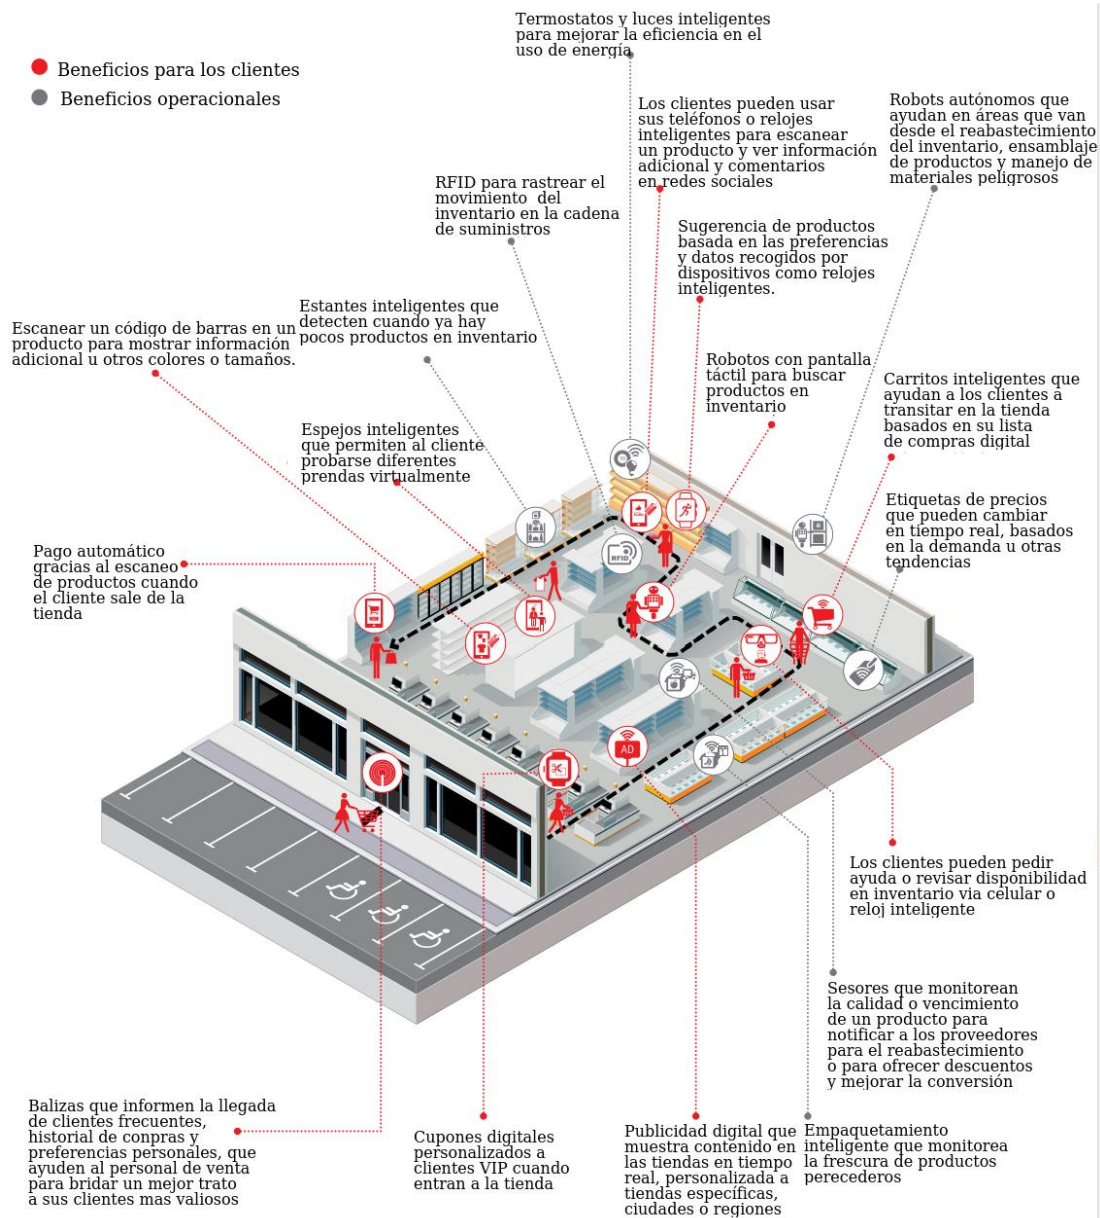 Termostatos y luces inteligentes
para mejorar la eficiencia en el
uso de energía
Beneficios para los clientes
Beneficios operacionales
Los clientes pueden usar
sus teléfonos o relojes
inteligentes para escanear
un producto y ver información
adicional y comentarios
en redes sociales
Robots autónomos que
ayudan en áreas que van
desde el reabastecimiento
del inventario, ensamblaje
de productos y manejo de
materiales peligrosos
RFID para rastrear el
movimiento del
inventario en la cadena
de suministros
Sugerencia de productos
basada en las preferencias
y datos recogidos por
dispositivos como relojes
inteligentes.
Estantes inteligentes que
detecten cuando ya hay
pocos productos en inventario
Escanear un código de barras en un
producto para mostrar información
adicional u otros colores o tamaños.
Robotos con pantalla
táctil para buscar
productos en
inventario
Carritos inteligentes que
ayudan a los clientes a
transitar en la tienda
basados en su lista
de compras digital
Espejos inteligentes
que permiten al cliente
probarse diferentes
prendas virtualmente
Etiquetas de precios
que pueden cambiar
en tiempo real, basados
en la demanda u otras
tendencias
Pago automático
gracias al escaneo
de productos cuando
el cliente sale de la
tienda
RFID
AD
Los clientes pueden pedir
ayuda o revisar disponibilidad
en inventario via celular o
reloj inteligente
Sesores que monitorean
la calidad o vencimiento
de un producto para
notificar a los proveedores
para el reabastecimiento
o para ofrecer descuentos
y mejorar la conversión
Balizas que informen la llegada
de clientes frecuentes,
historial de conpras y
preferencias personales, que
ayuden al personal de venta
para bridar un mejor trato
a sus clientes mas valiosos
Cupones digitales
personalizados a
clientes VIP cuando
entran a la tienda
Publicidad digital que
muestra contenido en
las tiendas en tiempo
real, personalizada a
tiendas específicas,
ciudades o regiones
Empaquetamiento
inteligente que monitorea
la frescura de productos
perecederos